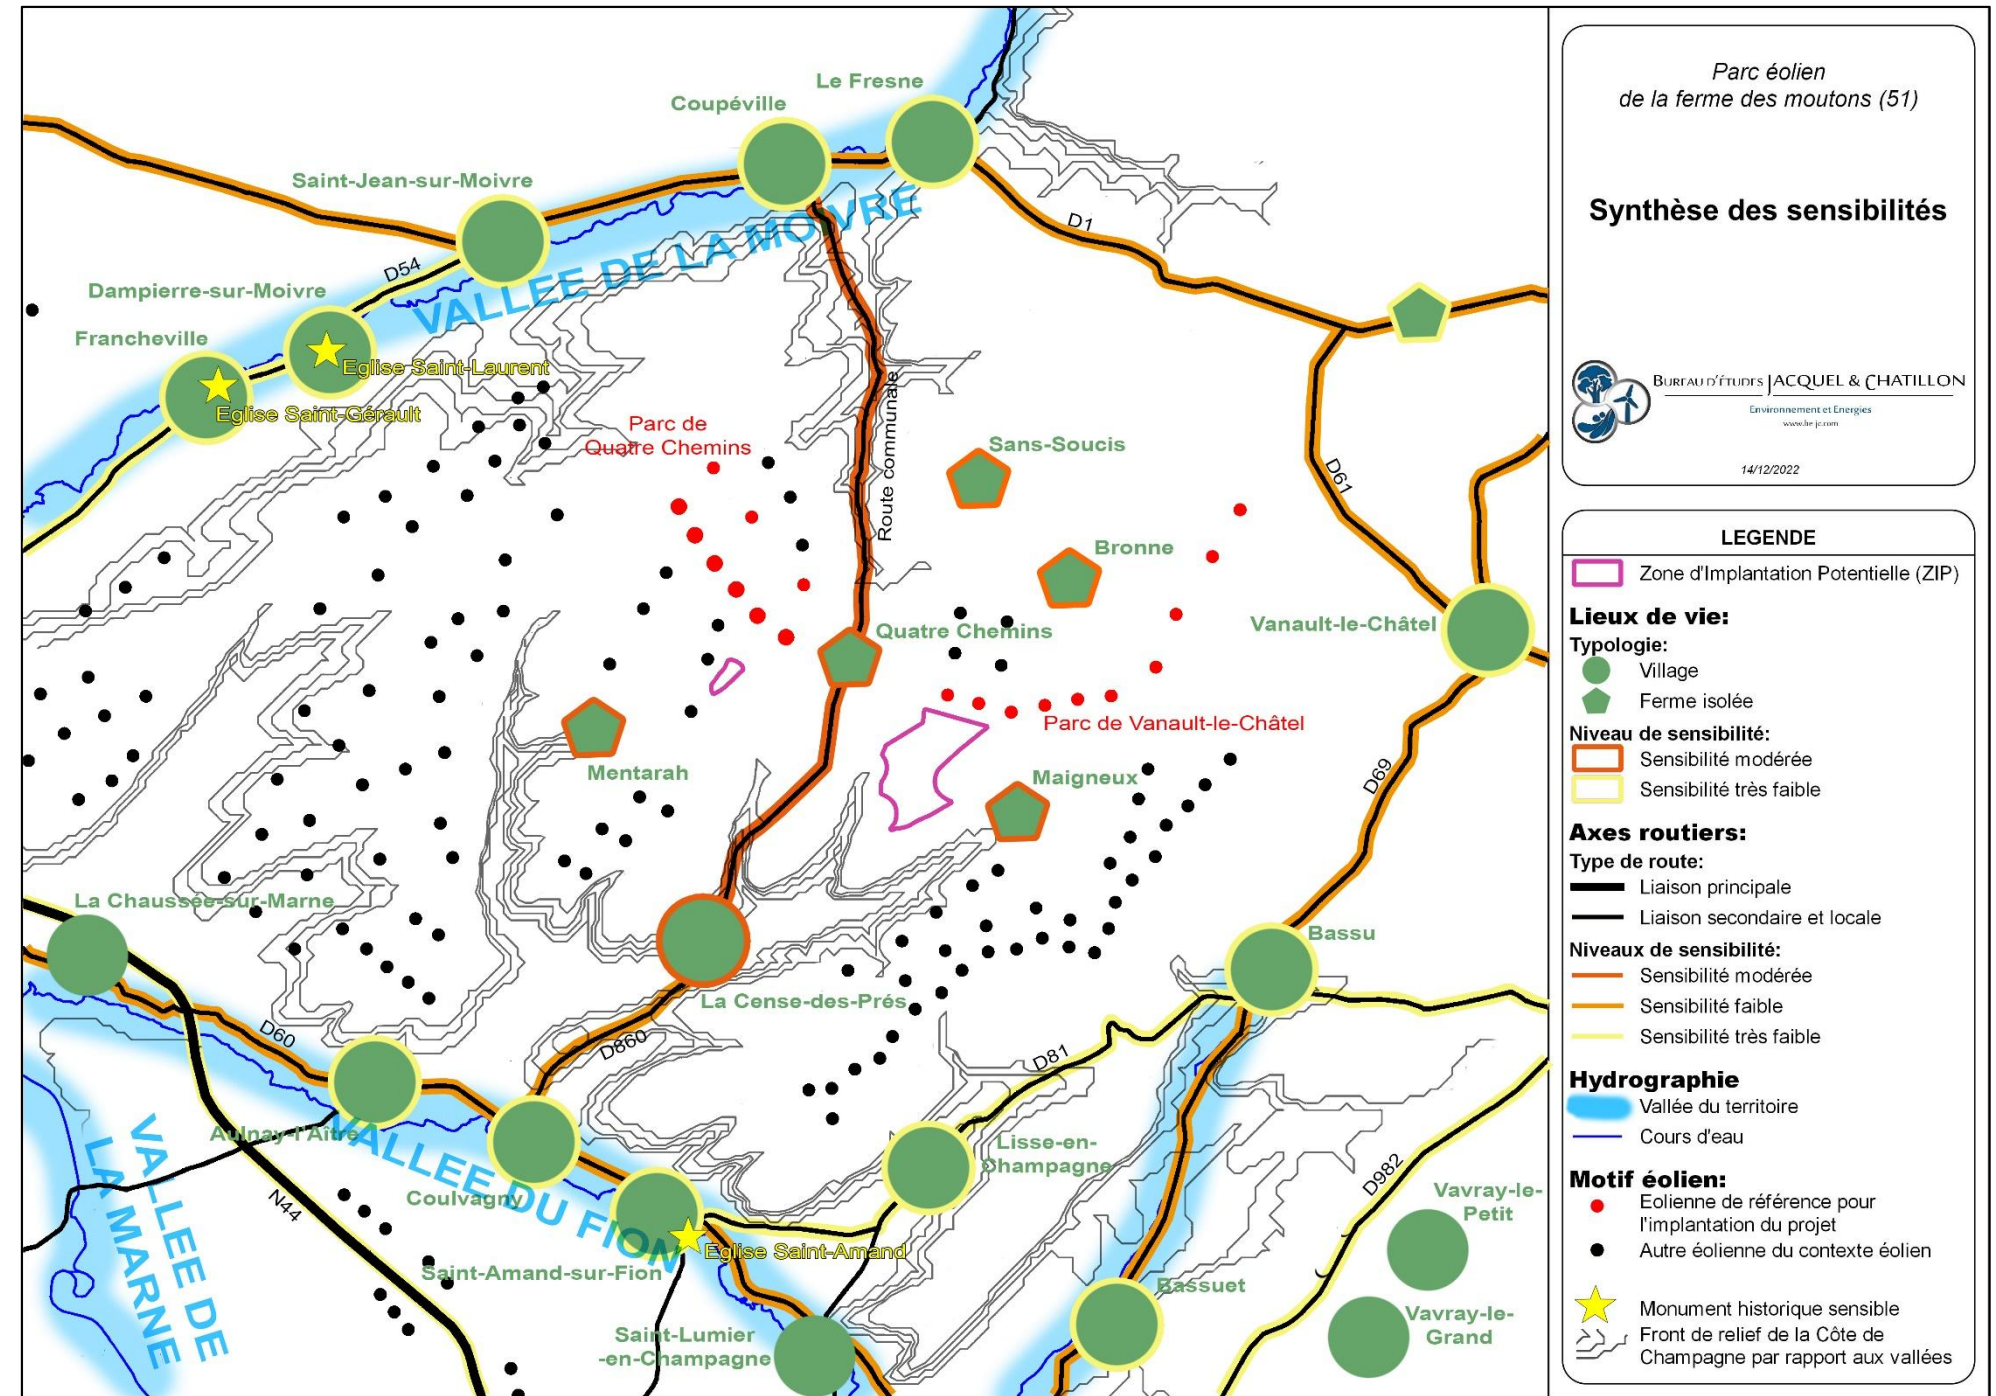 Le Fresne
Coupéville
Saint-Jean-sur-Moivre
VALLEE DE LA MOIVRE
D1
D54
Dampierre-sur-Moivre
Francheville
Eglise Saint-Laurent
Eglise Saint-Gérault
Parc de
Quatre Chemins
Route communale
Sans-Soucis
D61
Bronne
Quatre Chemins
Vanault-le-Châtel
Parc de Vanault-le-Châtel
Mentarah
Maigneux
D69
La Chaussée-sur-Marne
Bassu
La Cense-des-Prés
D60
D860
D81
Aulnay-l'Aître
VALLEE DU FION
VALLEE DE
LA MARNE
Lisse-en-
Champagne
Coulvagny
N44
D982
Vavray-le-
Petit
Eglise Saint-Amand
Saint-Amand-sur-Fion
Bassuet
Vavray-le-
Grand
Saint-Lumier
-en-Champagne
Parc éolien
de la ferme des moutons (51)
Synthèse des sensibilités
BUREAU D'ÉTUDES JACQUEL & CHATILLON
Environnement et Energies
www.be-jc.com
14/12/2022
LEGENDE
Zone d'Implantation Potentielle (ZIP)
Lieux de vie:
Typologie:
Village
Ferme isolée
Niveau de sensibilité:
Sensibilité modérée
Sensibilité très faible
Axes routiers:
Type de route:
Liaison principale
Liaison secondaire et locale
Niveaux de sensibilité:
Sensibilité modérée
Sensibilité faible
Sensibilité très faible
Hydrographie
Vallée du territoire
Cours d'eau
Motif éolien:
Eolienne de référence pour
l'implantation du projet
Autre éolienne du contexte éolien
Monument historique sensible
Front de relief de la Côte de
Champagne par rapport aux vallées